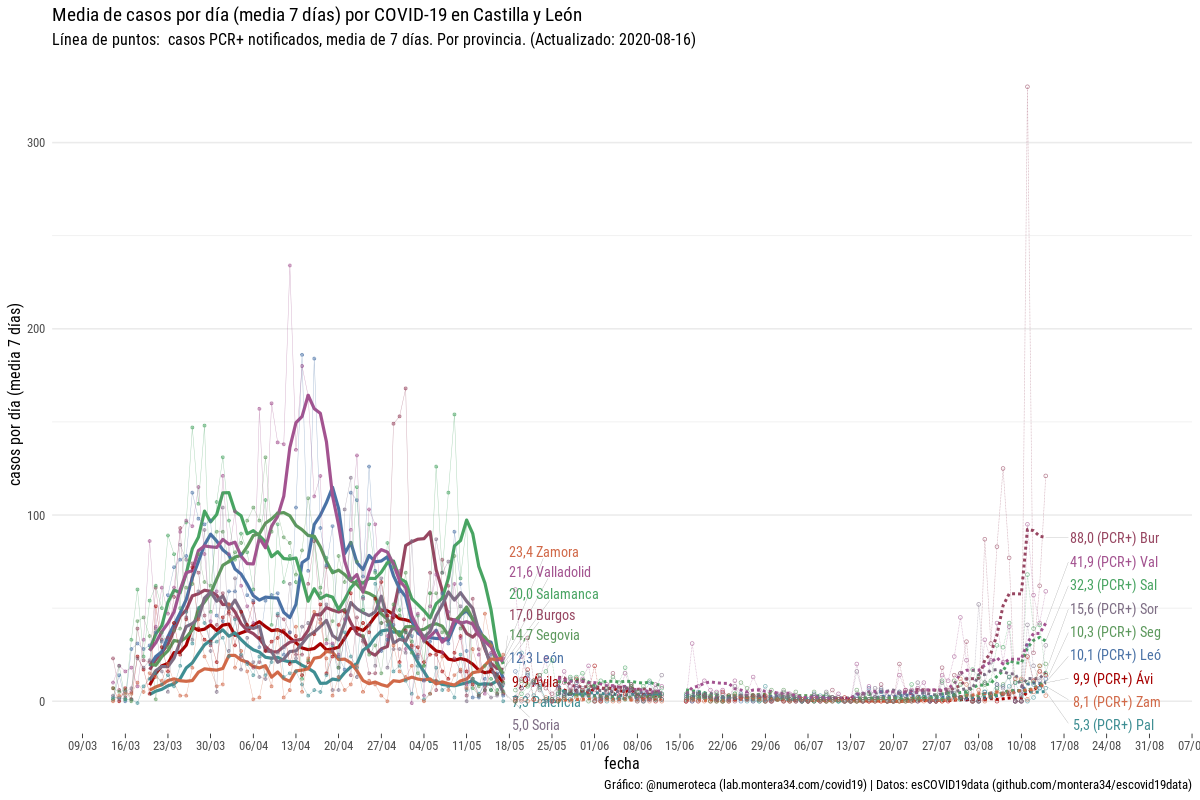 Media de casos por día (media 7 días) por COVID-19 en Castilla y León
Línea de puntos: casos PCR+ notificados, media de 7 días. Por provincia. (Actualizado: 2020-08-16)
casos por día (media 7 días)
300
200
100
0
23,4 Zamora
21,6 Valladolid
20,0 Salamanca
17,0 Burgos
14,7 Segovia
12,3 León
9,9 Ávila
7,3 Palencia
5,0 Soria
88,0 (PCR+) Bur
41,9 (PCR+) Val
32,3 (PCR+) Sal
15,6 (PCR+) Sor
10,3 (PCR+) Seg
10,1 (PCR+) Leó
9,9 (PCR+) Ávi
8,1 (PCR+) Zam
5,3 (PCR+) Pal
09/03 16/03 23/03 30/03 06/04 13/04 20/04 27/04 04/05 11/05 18/05 25/05 01/06 08/06 15/06 22/06 29/06 06/07 13/07 20/07 27/07 03/08 10/08 17/08 24/08 31/08 07/0
fecha
Gráfico: @numeroteca (lab.montera34.com/covid19) | Datos: esCOVID19data (github.com/montera34/escovid19data)